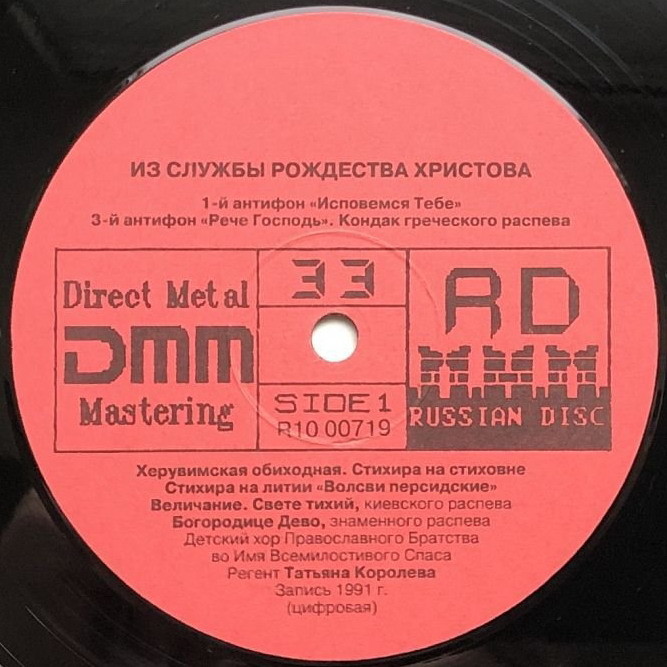 ИЗ СЛУЖБЫ РОЖДЕСТВА ХРИСТОВА
1-й антифон «Исповемся Тебе»
3-й антифон «Рече Господь». Кондак греческого распева
Direct Metal
DMM
Mastering
33
SIDE 1
R10 00719
RD
RUSSIAN DISC
Херувимская обиходная. Стихира на стиховне
Стихира на литии «Волсви персидские»
Величание. Свете тихий, киевского распева
Богородице Дево, знаменного распева
Детский хор Православного Братства
во Имя Всемилостивого Спаса
Регент Татьяна Королева
Запись 1991 г.
(цифровая)